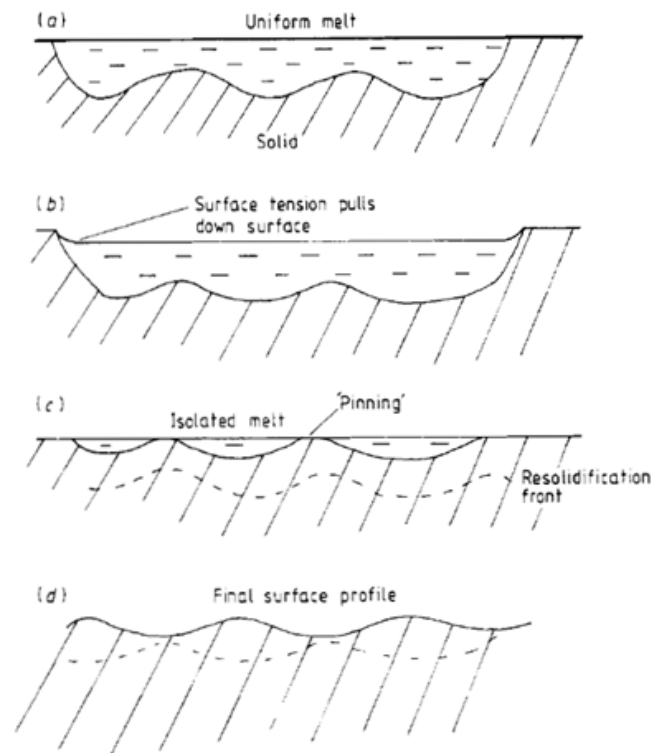 (a) Uniform melt
Solid
(b)
Surface tension pulls
down surface
(c) Isolated melt 'Pinning'
Resolidification
front
(d) Final surface profile